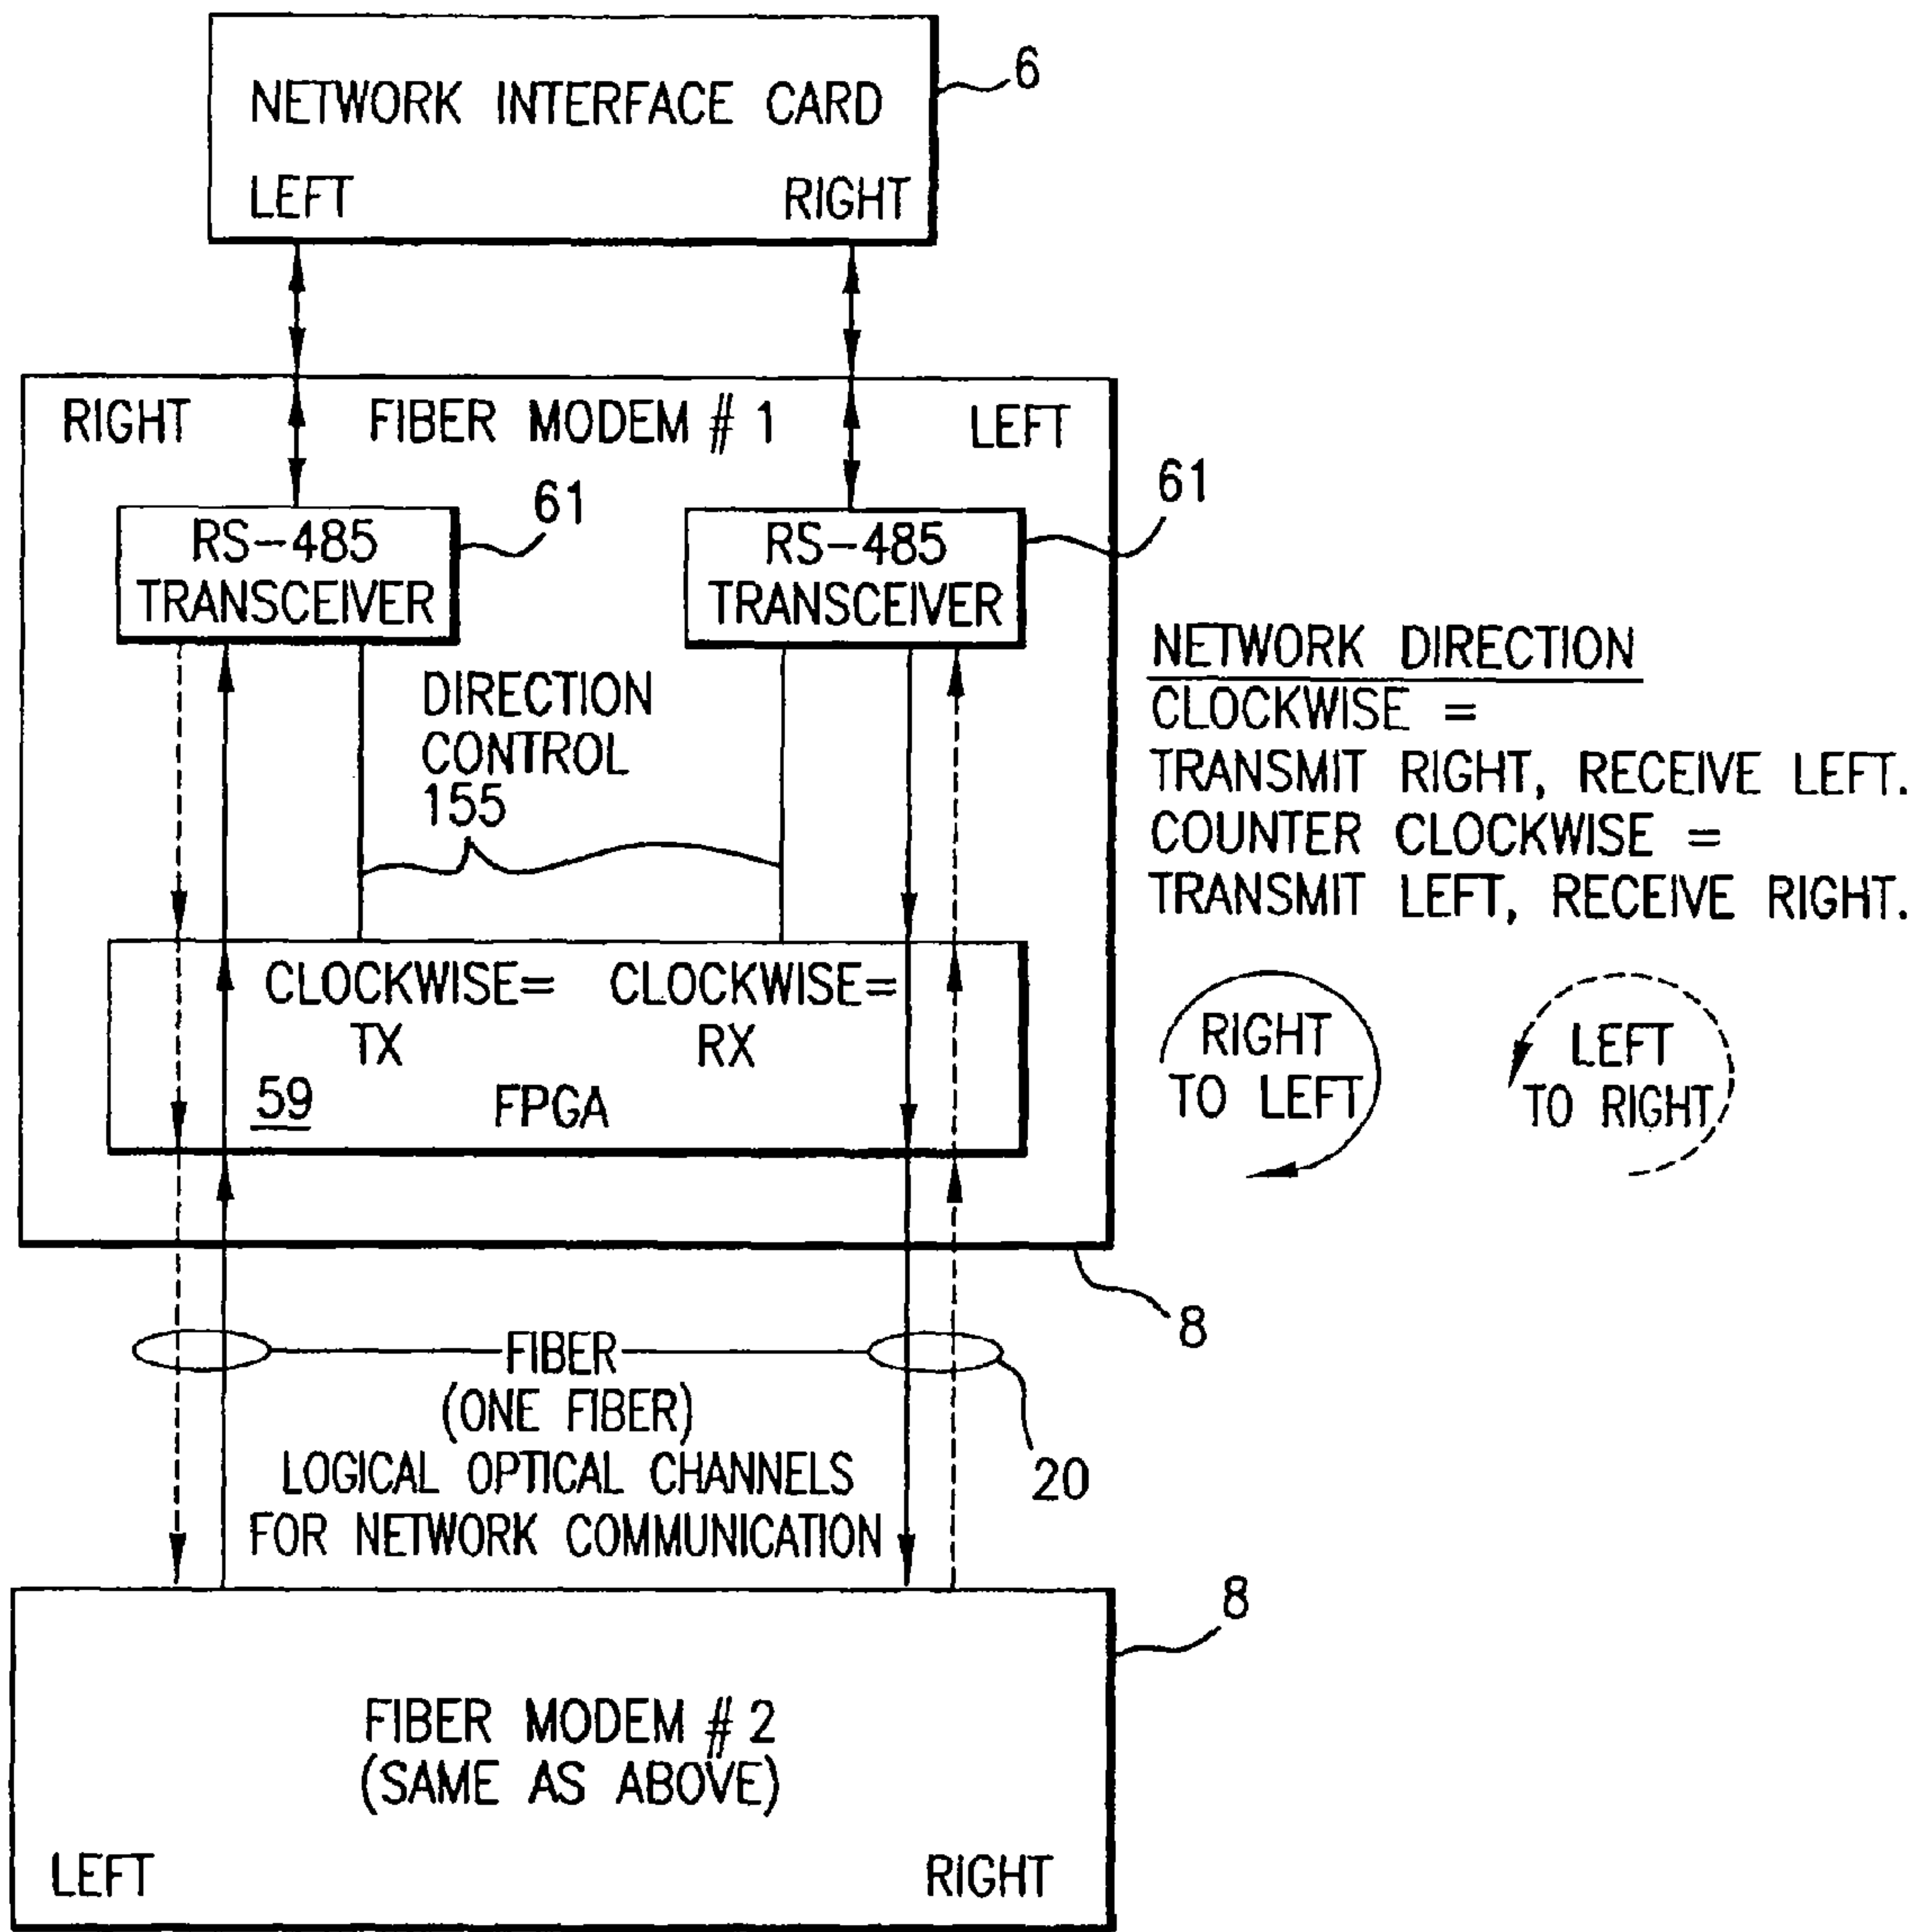 NETWORK INTERFACE CARD
LEFT RIGHT
6
RIGHT FIBER MODEM # 1 LEFT
RS-485
TRANSCEIVER
61
RS-485
TRANSCEIVER
61
DIRECTION
CONTROL
155
NETWORK DIRECTION
CLOCKWISE =
TRANSMIT RIGHT, RECEIVE LEFT.
COUNTER CLOCKWISE =
TRANSMIT LEFT, RECEIVE RIGHT.
CLOCKWISE=
TX
CLOCKWISE=
RX
59
FPGA
RIGHT
TO LEFT
LEFT
TO RIGHT
8
FIBER
(ONE FIBER)
LOGICAL OPTICAL CHANNELS
FOR NETWORK COMMUNICATION
20
8
FIBER MODEM # 2
(SAME AS ABOVE)
LEFT RIGHT